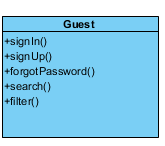 Guest
+signIn()
+signUp()
+forgotPassword()
+search()
+filter()